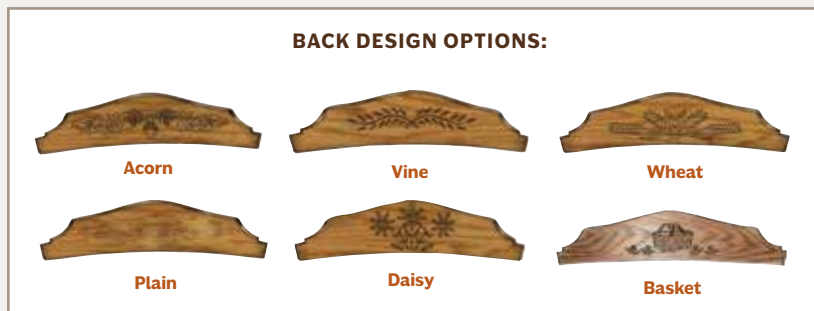 BACK DESIGN OPTIONS:
Acorn Vine Wheat
Plain Daisy Basket